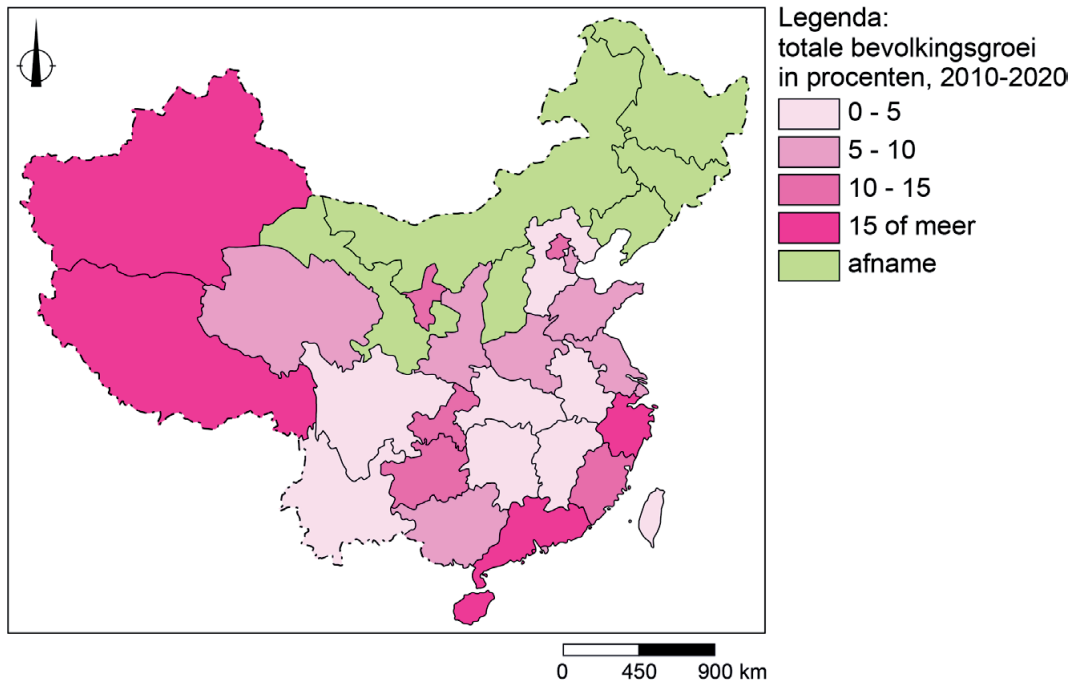 Legenda:
totale bevolkingsgroei
in procenten, 2010-2020
0 - 5
5 - 10
10 - 15
15 of meer
afname
0 450 900 km